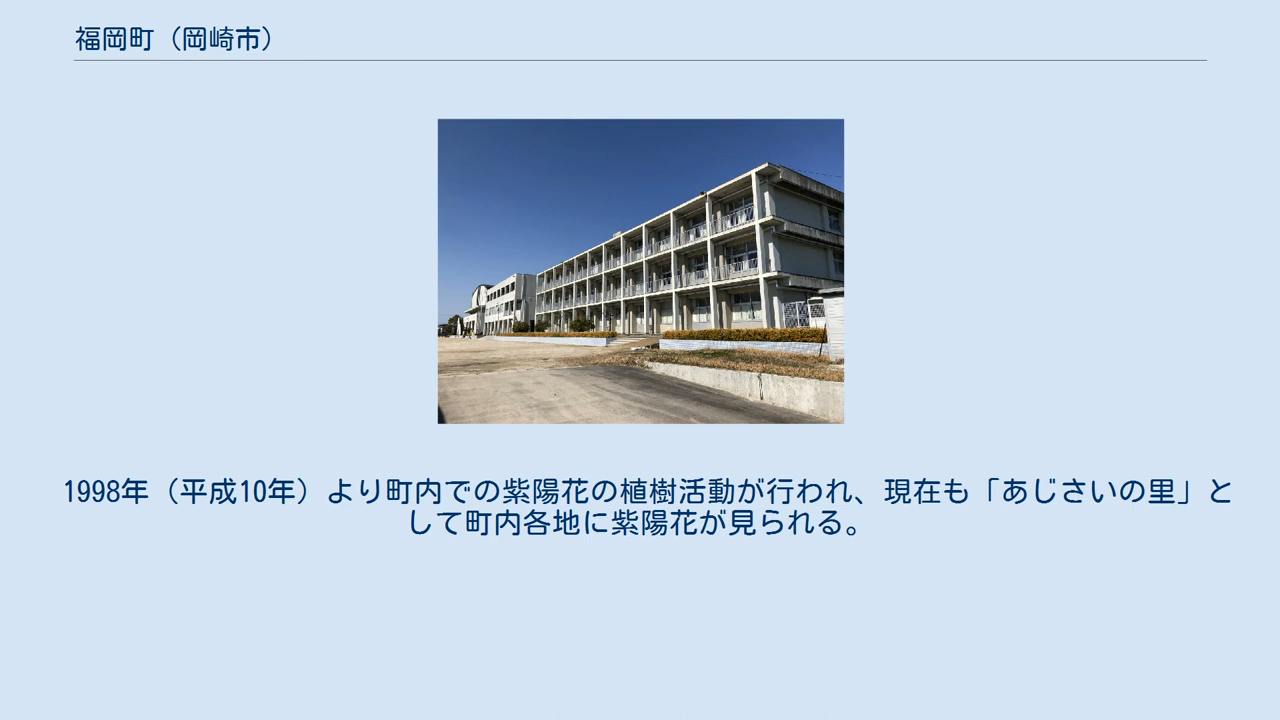 福岡町（岡崎市）
1998年（平成10年）より町内での紫陽花の植樹活動が行われ、現在も「あじさいの里」と
して町内各地に紫陽花が見られる。